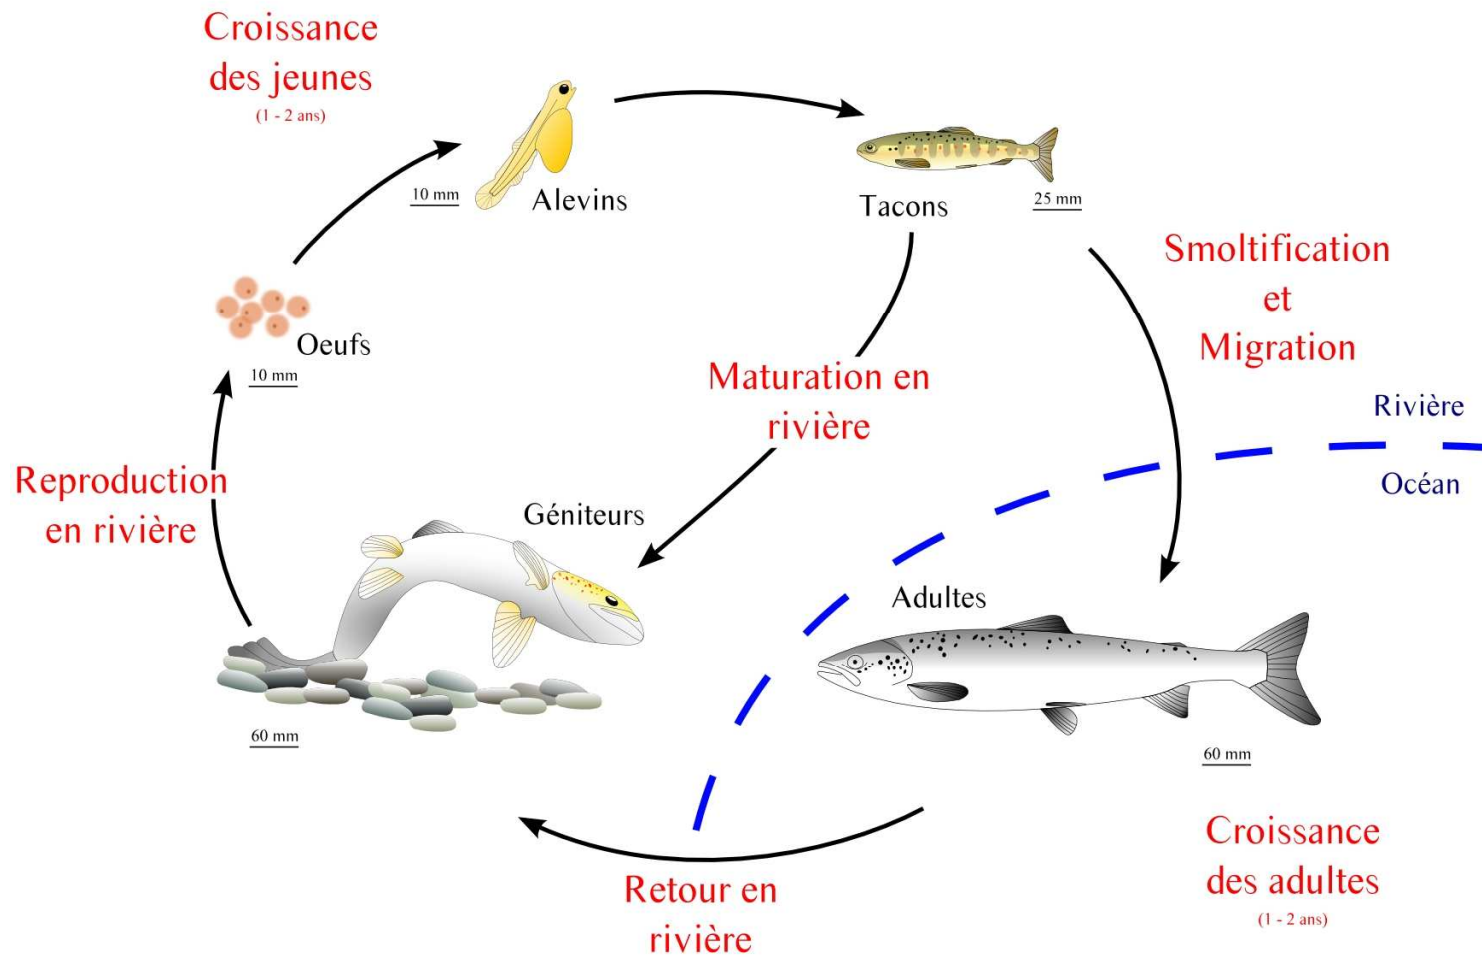 Croissance
des jeunes
(1 - 2 ans)
10 mm
Alevins
Tacons
25 mm
Smoltification
et
Migration
Oeufs
10 mm
Maturation en
rivière
Rivière
Océan
Reproduction
en rivière
Géniteurs
Adultes
60 mm
60 mm
Croissance
des adultes
(1 - 2 ans)
Retour en
rivière